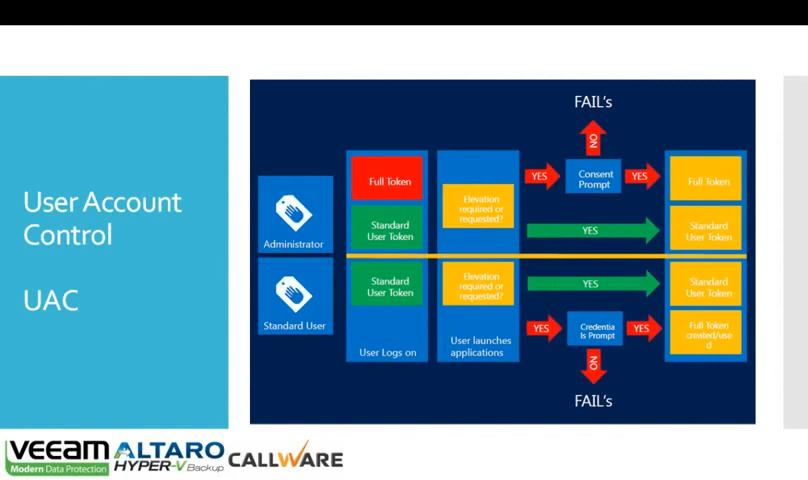 User Account
Control
UAC
FAIL's
NO
Full Token
YES
Consent
Prompt
YES
Full Token
Elevation
required or
requested?
Administrator
Standard
User Token
YES
Standard
User Token
Standard
User Token
Elevation
required or
requested?
YES
Standard
User Token
Standard User
User Logs on
User launches
applications
YES
Credentia
ls Prompt
YES
Full Token
created/use
d
NO
FAIL's
veeam
Modern Data Protection
ALTARO
HYPER-V Backup
CALLWARE